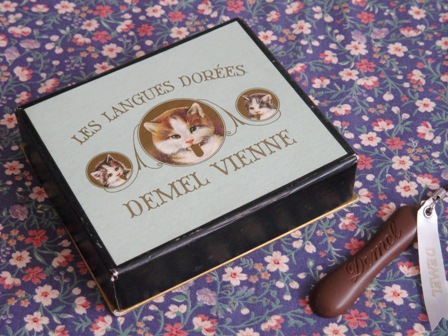 LES LANGUES DORÉES.
DEMEL VIENNE
Demel